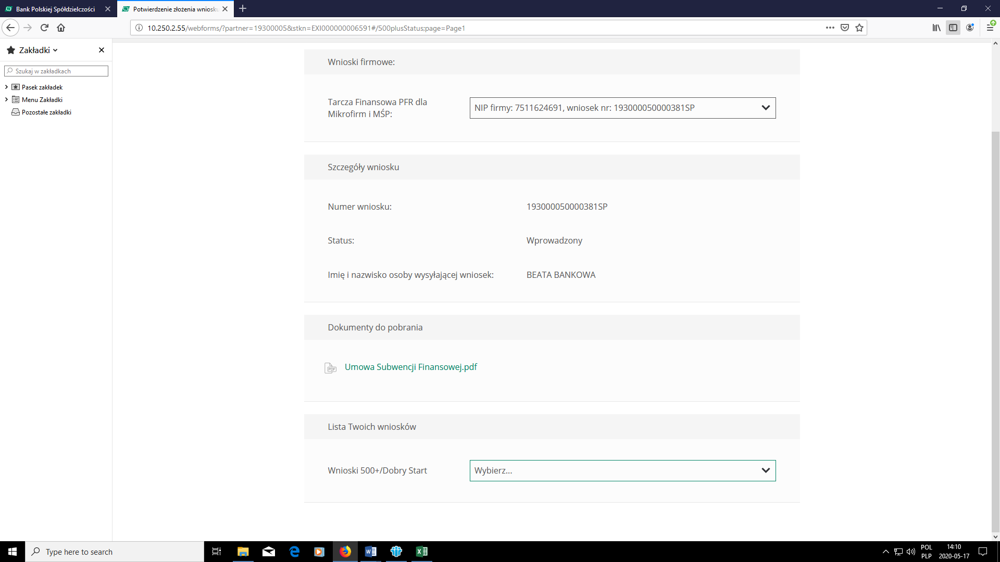 Bank Polskiej Spółdzielczości
Potwierdzenie złożenia wniosku
10.250.2.55/webforms/?partner=19300005&stkn=EXI000000006591#/500plusStatus;page=Page1
Zakładki
Szukaj w zakładkach
Pasek zakładek
Menu Zakładki
Pozostałe zakładki
Wnioski firmowe:
Tarcza Finansowa PFR dla
Mikrofirm i MŚP:
NIP firmy: 7511624691, wniosek nr: 193000050000381SP
Szczegóły wniosku
Numer wniosku: 193000050000381SP
Status: Wprowadzony
Imię i nazwisko osoby wysyłającej wniosek: BEATA BANKOWA
Dokumenty do pobrania
PDF Umowa Subwencji Finansowej.pdf
Lista Twoich wniosków
Wnioski 500+/Dobry Start Wybierz...
Type here to search
POL
PLP
14:10
2020-05-17